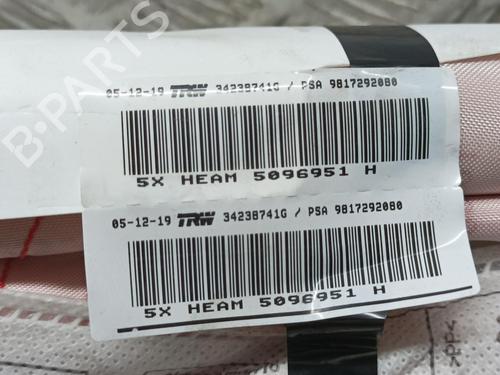 B-PARTS
05-12-19 TRW 34238741G / PSA 9817292080
5X HEAM 5096951 H
05-12-19 TRW 34238741G / PSA 9817292080
5X HEAM 5096951 H